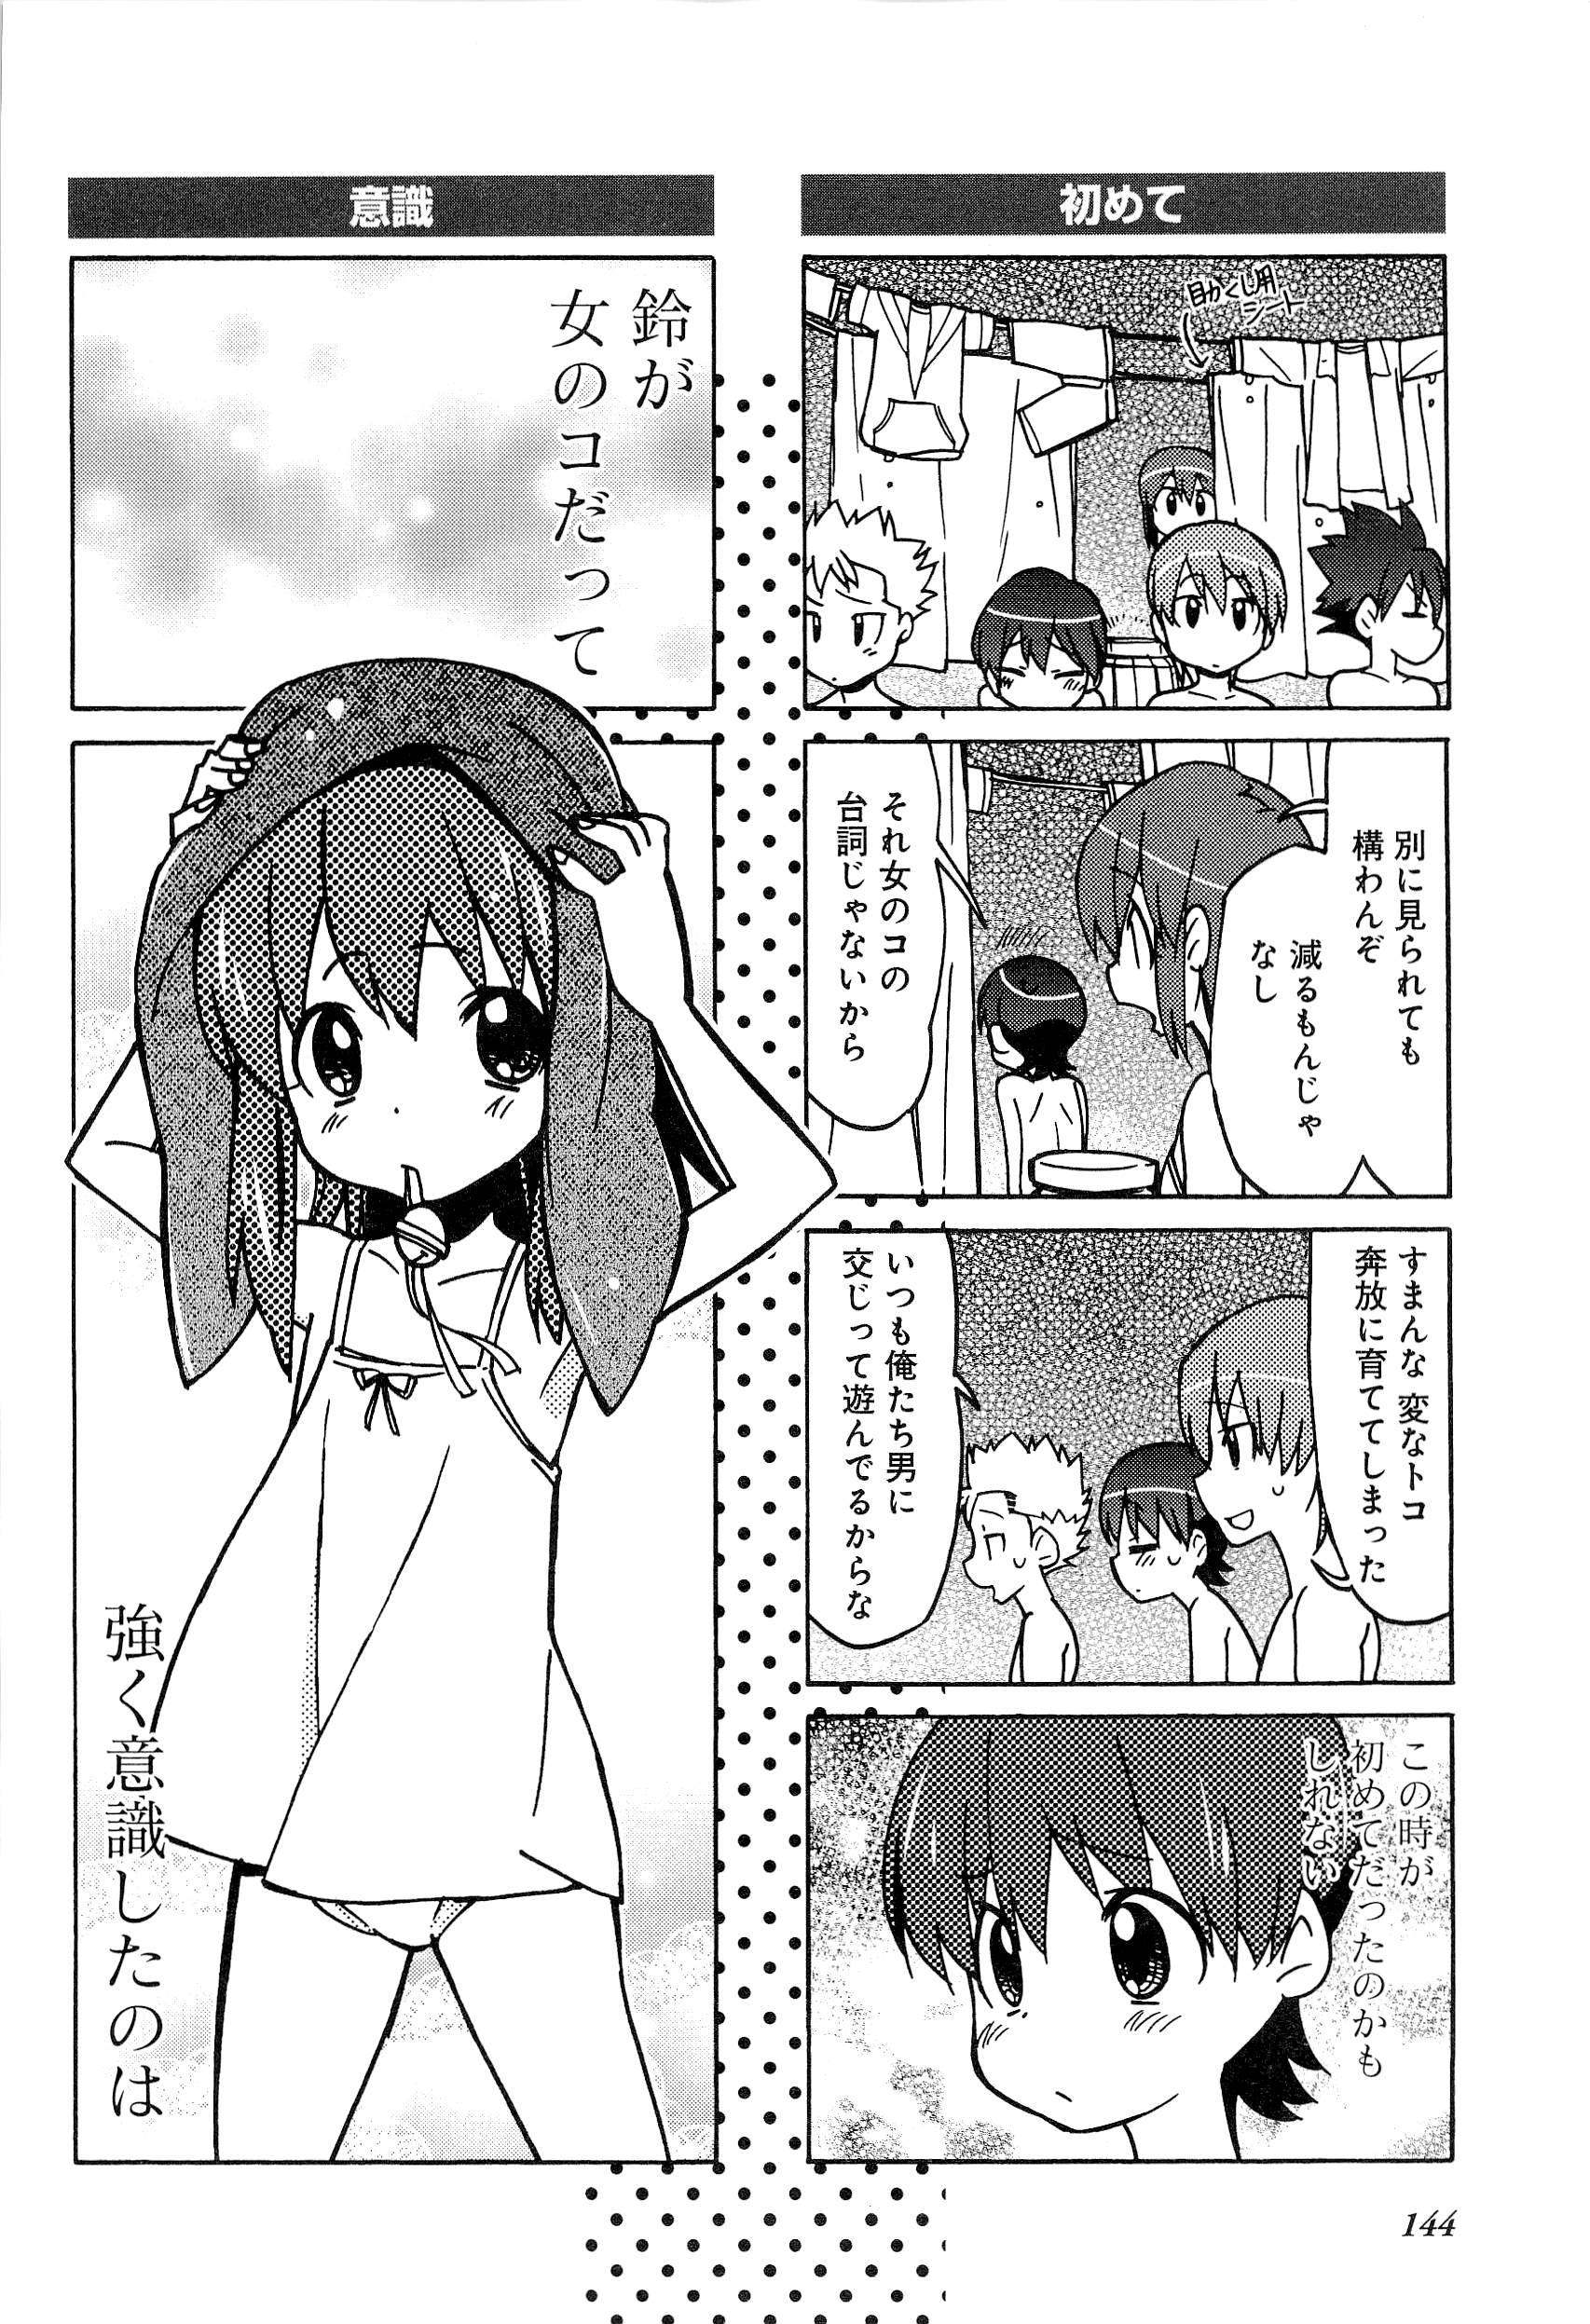 初めて
目かくし用
シート
別に見られても
構わんぞ
減るもんじゃ
なし
それ女のコの
台詞じゃないから
すまんな 変なトコ
奔放に育ててしまった
いつも俺たち男に
交じって遊んでるからな
この時が
初めてだったのかも
しれない
意識
鈴が
女のコだって
強く意識したのは
144